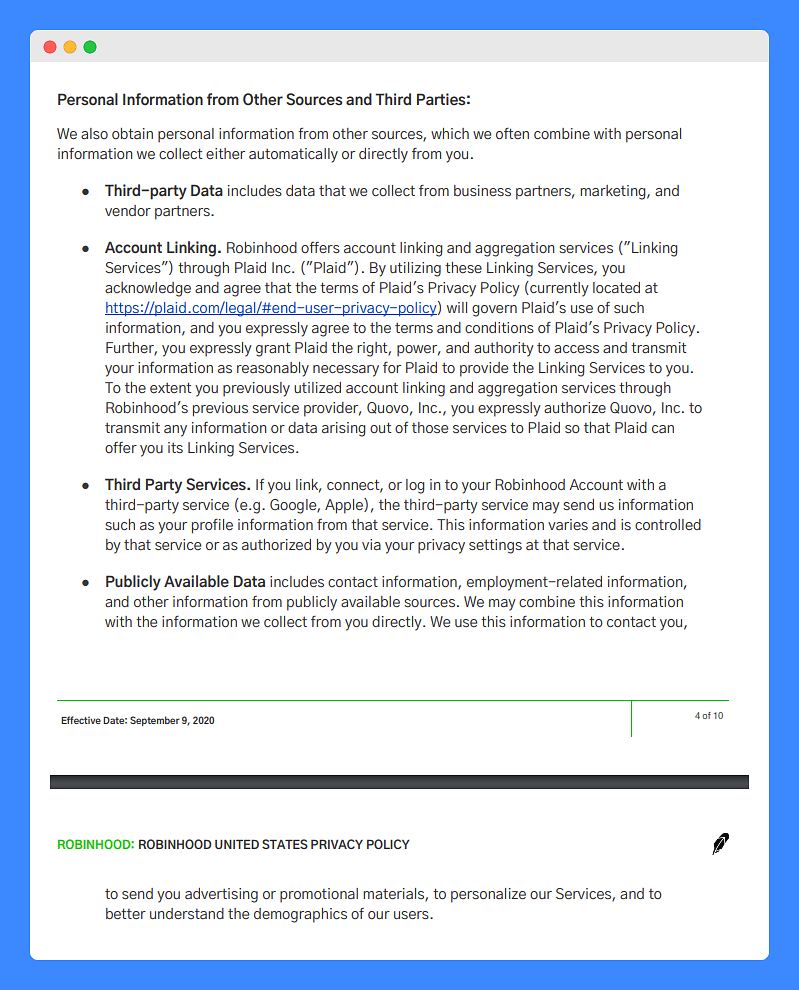 Personal Information from Other Sources and Third Parties:
We also obtain personal information from other sources, which we often combine with personal
information we collect either automatically or directly from you.
● Third-party Data includes data that we collect from business partners, marketing, and
vendor partners.
● Account Linking. Robinhood offers account linking and aggregation services ("Linking
Services") through Plaid Inc. ("Plaid"). By utilizing these Linking Services, you
acknowledge and agree that the terms of Plaid's Privacy Policy (currently located at
https://plaid.com/legal/#end-user-privacy-policy) will govern Plaid's use of such
information, and you expressly agree to the terms and conditions of Plaid's Privacy Policy.
Further, you expressly grant Plaid the right, power, and authority to access and transmit
your information as reasonably necessary for Plaid to provide the Linking Services to you.
To the extent you previously utilized account linking and aggregation services through
Robinhood's previous service provider, Quovo, Inc., you expressly authorize Quovo, Inc. to
transmit any information or data arising out of those services to Plaid so that Plaid can
offer you its Linking Services.
● Third Party Services. If you link, connect, or log in to your Robinhood Account with a
third-party service (e.g. Google, Apple), the third-party service may send us information
such as your profile information from that service. This information varies and is controlled
by that service or as authorized by you via your privacy settings at that service.
● Publicly Available Data includes contact information, employment-related information,
and other information from publicly available sources. We may combine this information
with the information we collect from you directly. We use this information to contact you,
Effective Date: September 9, 2020
4 of 10
ROBINHOOD: ROBINHOOD UNITED STATES PRIVACY POLICY
to send you advertising or promotional materials, to personalize our Services, and to
better understand the demographics of our users.